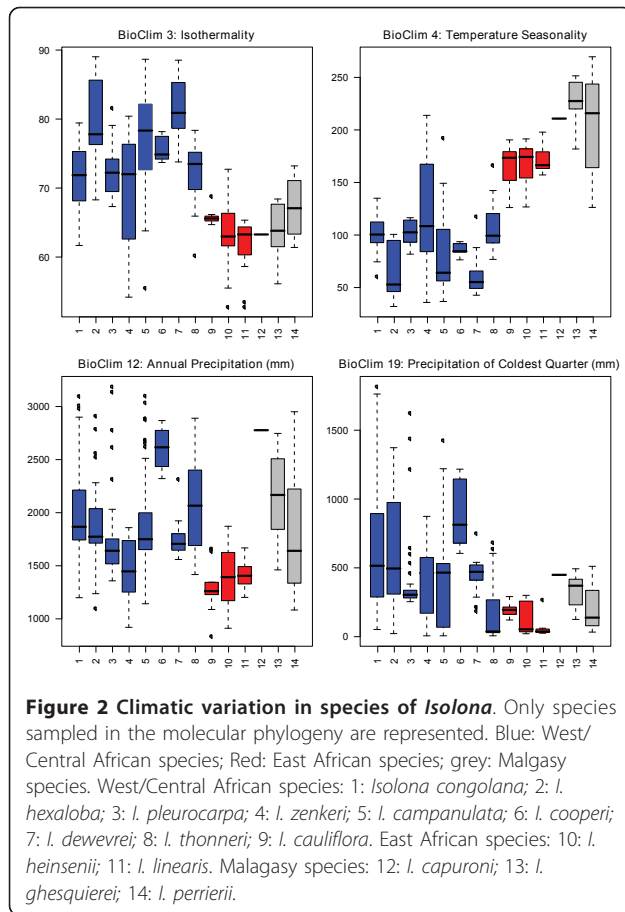 BioClim 3: Isothermality
90
80
70
60
1 2 3 4 5 6 7 8 9 10 11 12 13 14
BioClim 4: Temperature Seasonality
250
200
150
100
50
1 2 3 4 5 6 7 8 9 10 11 12 13 14
BioClim 12: Annual Precipitation (mm)
3000
2500
2000
1500
1000
1 2 3 4 5 6 7 8 9 10 11 12 13 14
BioClim 19: Precipitation of Coldest Quarter (mm)
1500
1000
500
0
1 2 3 4 5 6 7 8 9 10 11 12 13 14
Figure 2 Climatic variation in species of Isolona. Only species
sampled in the molecular phylogeny are represented. Blue: West/
Central African species; Red: East African species; grey: Malgasy
species. West/Central African species: 1: Isolona congolana; 2: I.
hexaloba; 3: I. pleurocarpa; 4: I. zenkeri; 5: I. campanulata; 6: I. cooperi;
7: I. dewevrei; 8: I. thonneri; 9: I. cauliflora. East African species: 10: I.
heinsenii; 11: I. linearis. Malagasy species: 12: I. capuroni; 13: I.
ghesquierei; 14: I. perrierii.